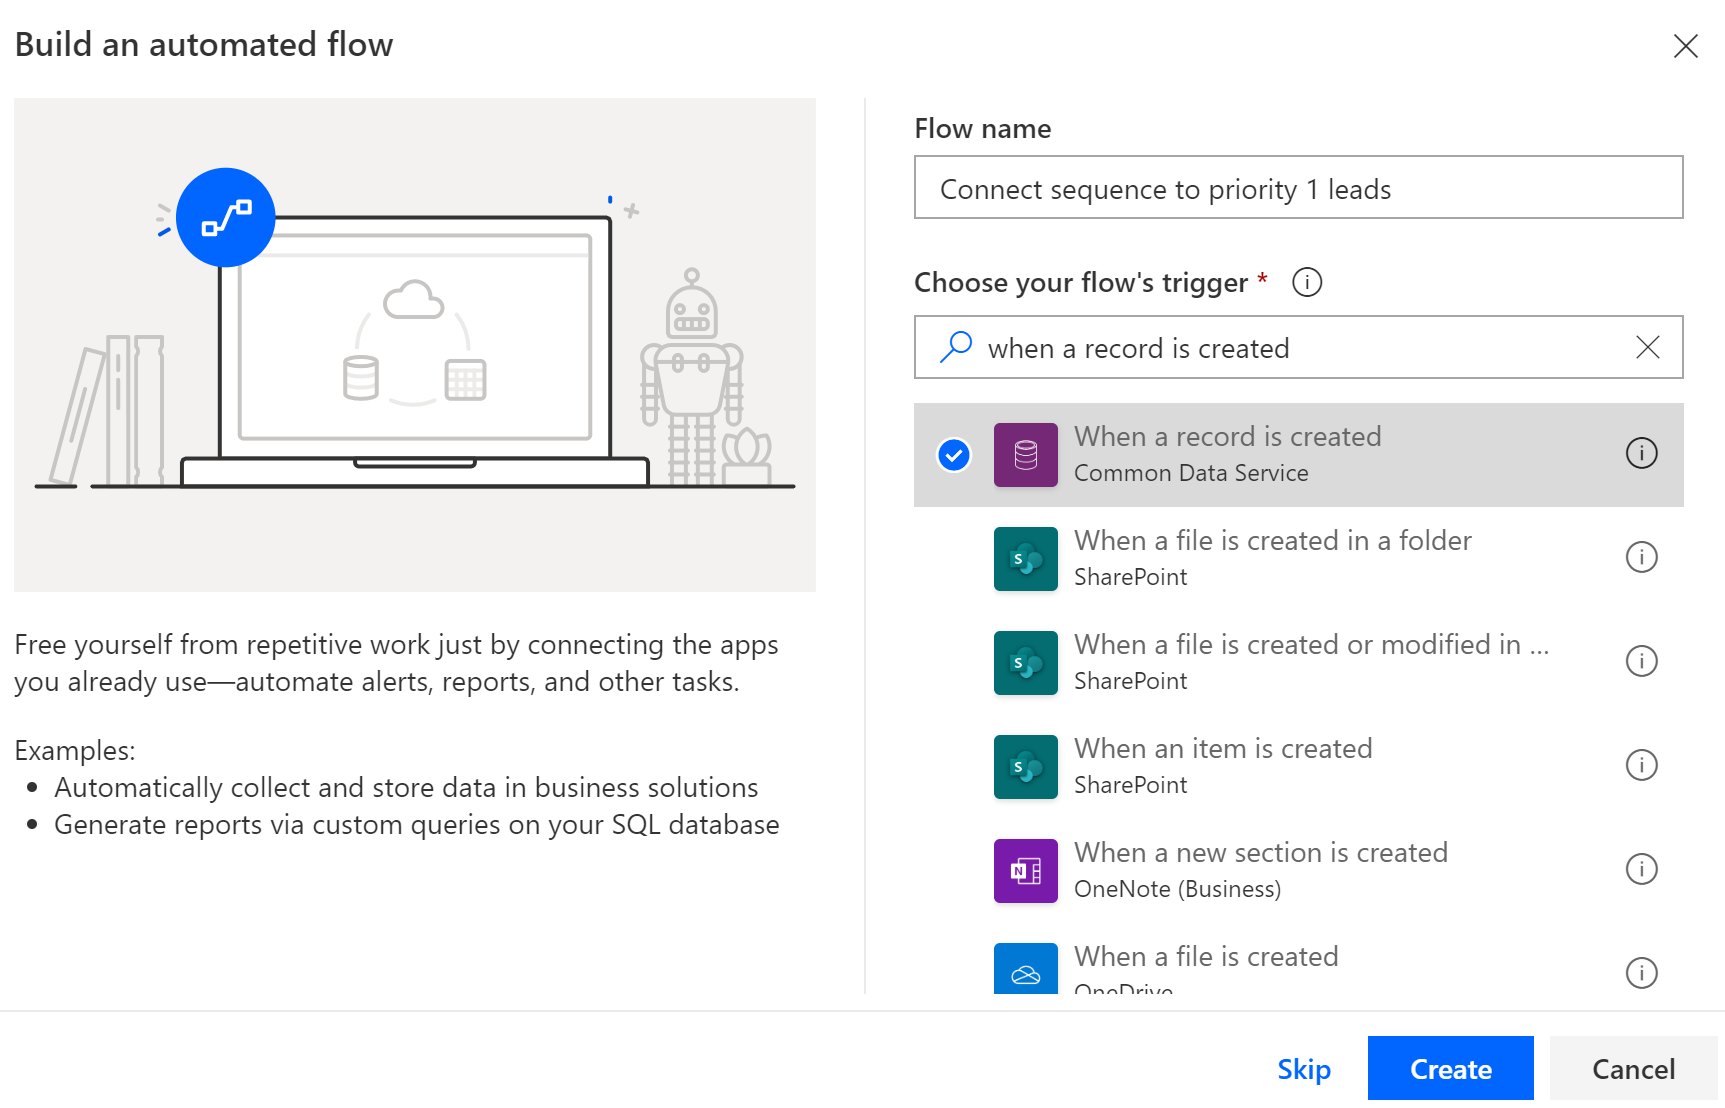 Build an automated flow
Free yourself from repetitive work just by connecting the apps
you already use—automate alerts, reports, and other tasks.
Examples:
• Automatically collect and store data in business solutions
• Generate reports via custom queries on your SQL database
Flow name
Connect sequence to priority 1 leads
Choose your flow's trigger *
when a record is created
When a record is created
Common Data Service
When a file is created in a folder
SharePoint
When a file is created or modified in ...
SharePoint
When an item is created
SharePoint
When a new section is created
OneNote (Business)
When a file is created
OneDrive
Skip
Create
Cancel